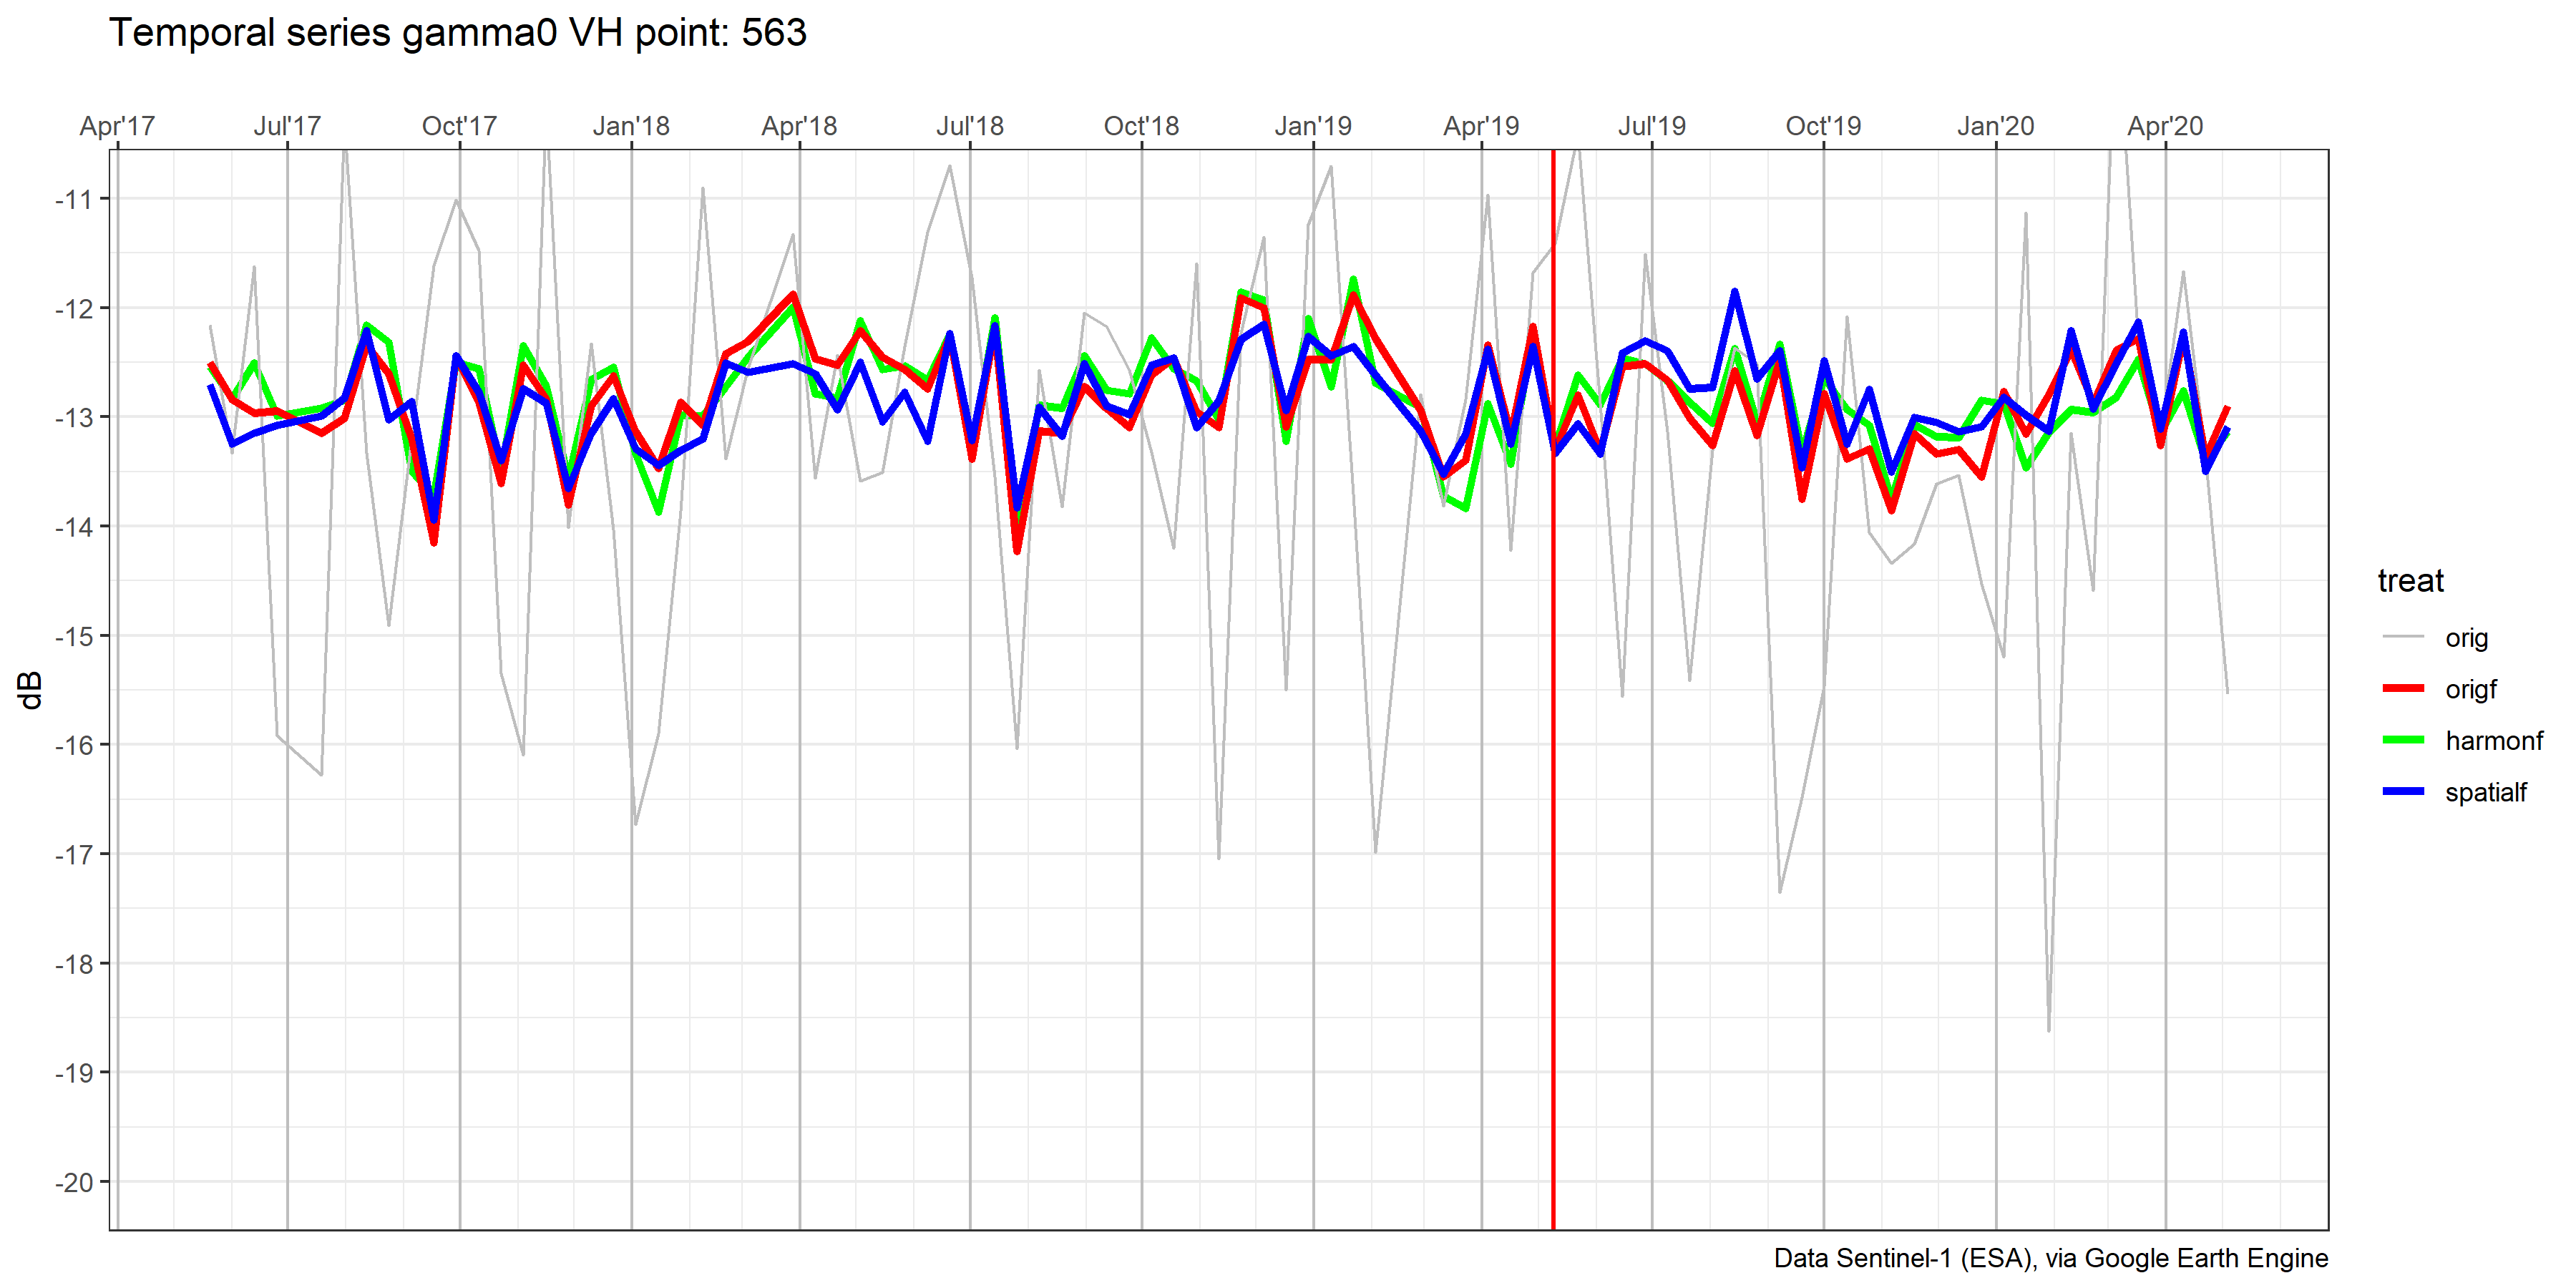 Temporal series gamma0 VH point: 563
Apr'17 Jul'17 Oct'17 Jan'18 Apr'18 Jul'18 Oct'18 Jan'19 Apr'19 Jul'19 Oct'19 Jan'20 Apr'20
-11
-12
-13
-14
-15
-16
-17
-18
-19
-20
dB
treat
orig
origf
harmonf
spatialf
Data Sentinel-1 (ESA), via Google Earth Engine